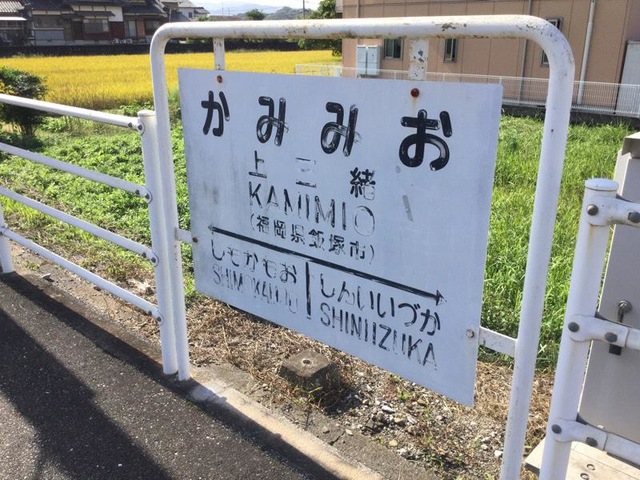 かみみお
上三緒
KAMIMIO
(福岡県飯塚市)
しもかもお
しんいいづか
SHINIIZUKA